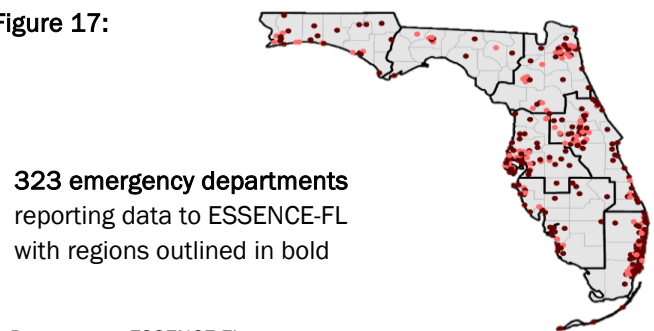 Figure 17:
323 emergency departments
reporting data to ESSENCE-FL
with regions outlined in bold